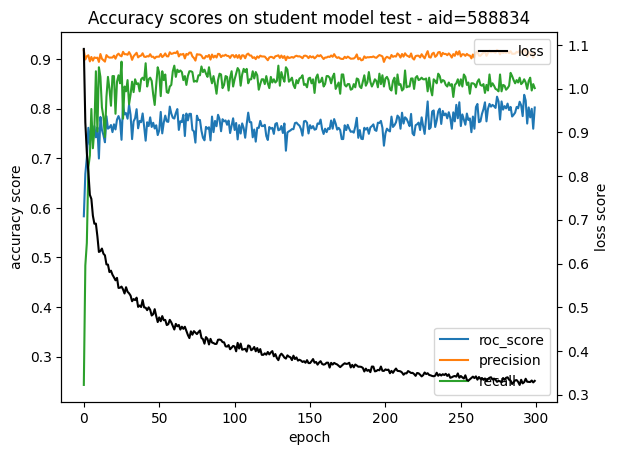 Accuracy scores on student model test - aid=588834
accuracy score
0.9
0.8
0.7
0.6
0.5
0.4
0.3
loss
1.1
1.0
0.9
0.8
0.7
0.6
0.5
0.4
0.3
loss score
roc_score
precision
recall
0
50
100
150
200
250
300
epoch